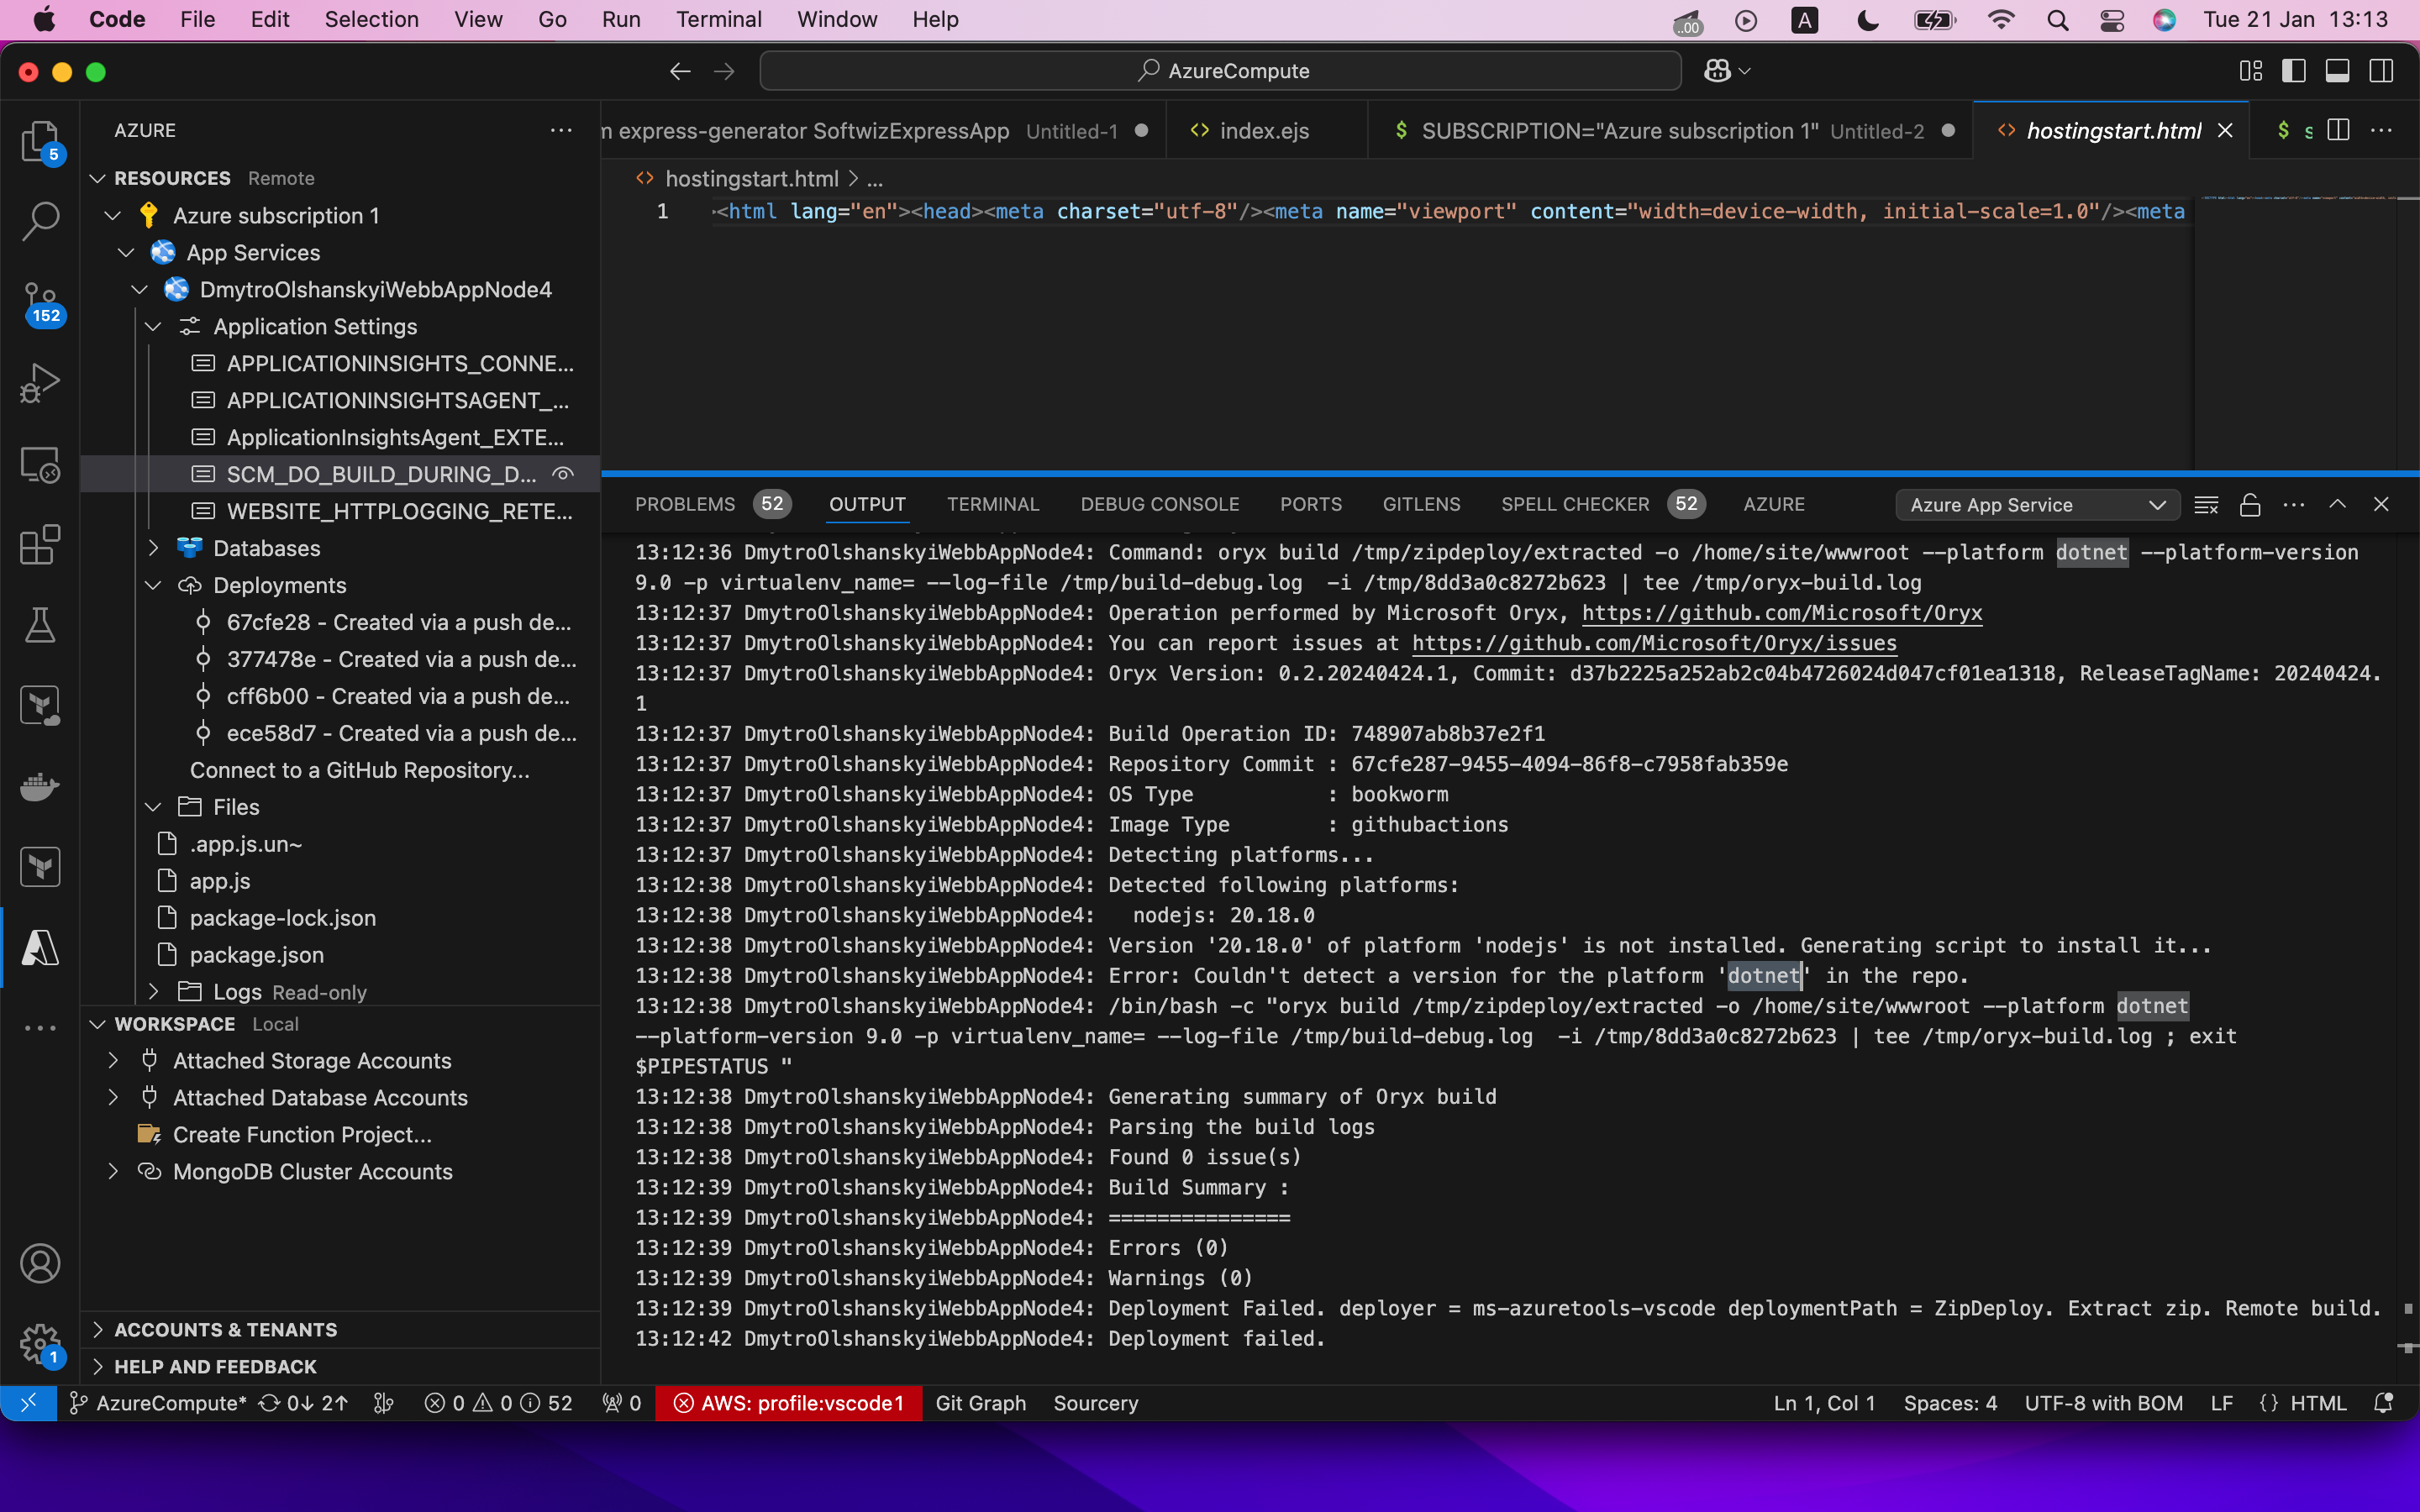 Code File Edit Selection View Go Run Terminal Window Help ..00 A Tue 21 Jan 13:13
AzureCompute
AZURE
RESOURCES Remote
Azure subscription 1
App Services
DmytroOlshanskyiWebbAppNode4
Application Settings
APPLICATIONINSIGHTS_CONNE...
APPLICATIONINSIGHTSAGENT_...
ApplicationInsightsAgent_EXTE...
SCM_DO_BUILD_DURING_D...
WEBSITE_HTTPLOGGING_RETE...
Databases
Deployments
67cfe28 - Created via a push de...
377478e - Created via a push de...
cff6b00 - Created via a push de...
ece58d7 - Created via a push de...
Connect to a GitHub Repository...
Files
.app.js.un~
app.js
package-lock.json
package.json
Logs Read-only
WORKSPACE Local
Attached Storage Accounts
Attached Database Accounts
Create Function Project...
MongoDB Cluster Accounts
ACCOUNTS & TENANTS
HELP AND FEEDBACK
5
152
1
m express-generator SoftwizExpressApp Untitled-1 index.ejs $ SUBSCRIPTION="Azure subscription 1" Untitled-2 hostingstart.html $ s
hostingstart.html > ...
1 <html lang="en"><head><meta charset="utf-8"/><meta name="viewport" content="width=device-width, initial-scale=1.0"/><meta
PROBLEMS 52 OUTPUT TERMINAL DEBUG CONSOLE PORTS GITLENS SPELL CHECKER 52 AZURE Azure App Service
13:12:36 DmytroOlshanskyiWebbAppNode4: Command: oryx build /tmp/zipdeploy/extracted -o /home/site/wwwroot --platform dotnet --platform-version
9.0 -p virtualenv_name= --log-file /tmp/build-debug.log  -i /tmp/8dd3a0c8272b623 | tee /tmp/oryx-build.log
13:12:37 DmytroOlshanskyiWebbAppNode4: Operation performed by Microsoft Oryx, https://github.com/Microsoft/Oryx
13:12:37 DmytroOlshanskyiWebbAppNode4: You can report issues at https://github.com/Microsoft/Oryx/issues
13:12:37 DmytroOlshanskyiWebbAppNode4: Oryx Version: 0.2.20240424.1, Commit: d37b2225a252ab2c04b4726024d047cf01ea1318, ReleaseTagName: 20240424.
1
13:12:37 DmytroOlshanskyiWebbAppNode4: Build Operation ID: 748907ab8b37e2f1
13:12:37 DmytroOlshanskyiWebbAppNode4: Repository Commit : 67cfe287-9455-4094-86f8-c7958fab359e
13:12:37 DmytroOlshanskyiWebbAppNode4: OS Type           : bookworm
13:12:37 DmytroOlshanskyiWebbAppNode4: Image Type        : githubactions
13:12:37 DmytroOlshanskyiWebbAppNode4: Detecting platforms...
13:12:38 DmytroOlshanskyiWebbAppNode4: Detected following platforms:
13:12:38 DmytroOlshanskyiWebbAppNode4:   nodejs: 20.18.0
13:12:38 DmytroOlshanskyiWebbAppNode4: Version '20.18.0' of platform 'nodejs' is not installed. Generating script to install it...
13:12:38 DmytroOlshanskyiWebbAppNode4: Error: Couldn't detect a version for the platform 'dotnet' in the repo.
13:12:38 DmytroOlshanskyiWebbAppNode4: /bin/bash -c "oryx build /tmp/zipdeploy/extracted -o /home/site/wwwroot --platform dotnet
--platform-version 9.0 -p virtualenv_name= --log-file /tmp/build-debug.log  -i /tmp/8dd3a0c8272b623 | tee /tmp/oryx-build.log ; exit
$PIPESTATUS "
13:12:38 DmytroOlshanskyiWebbAppNode4: Generating summary of Oryx build
13:12:38 DmytroOlshanskyiWebbAppNode4: Parsing the build logs
13:12:38 DmytroOlshanskyiWebbAppNode4: Found 0 issue(s)
13:12:39 DmytroOlshanskyiWebbAppNode4: Build Summary :
13:12:39 DmytroOlshanskyiWebbAppNode4: ===============
13:12:39 DmytroOlshanskyiWebbAppNode4: Errors (0)
13:12:39 DmytroOlshanskyiWebbAppNode4: Warnings (0)
13:12:39 DmytroOlshanskyiWebbAppNode4: Deployment Failed. deployer = ms-azuretools-vscode deploymentPath = ZipDeploy. Extract zip. Remote build.
13:12:42 DmytroOlshanskyiWebbAppNode4: Deployment failed.
AzureCompute* 0↓ 2↑ 0 0 52 0 AWS: profile:vscode1 Git Graph Sourcery Ln 1, Col 1 Spaces: 4 UTF-8 with BOM LF {} HTML